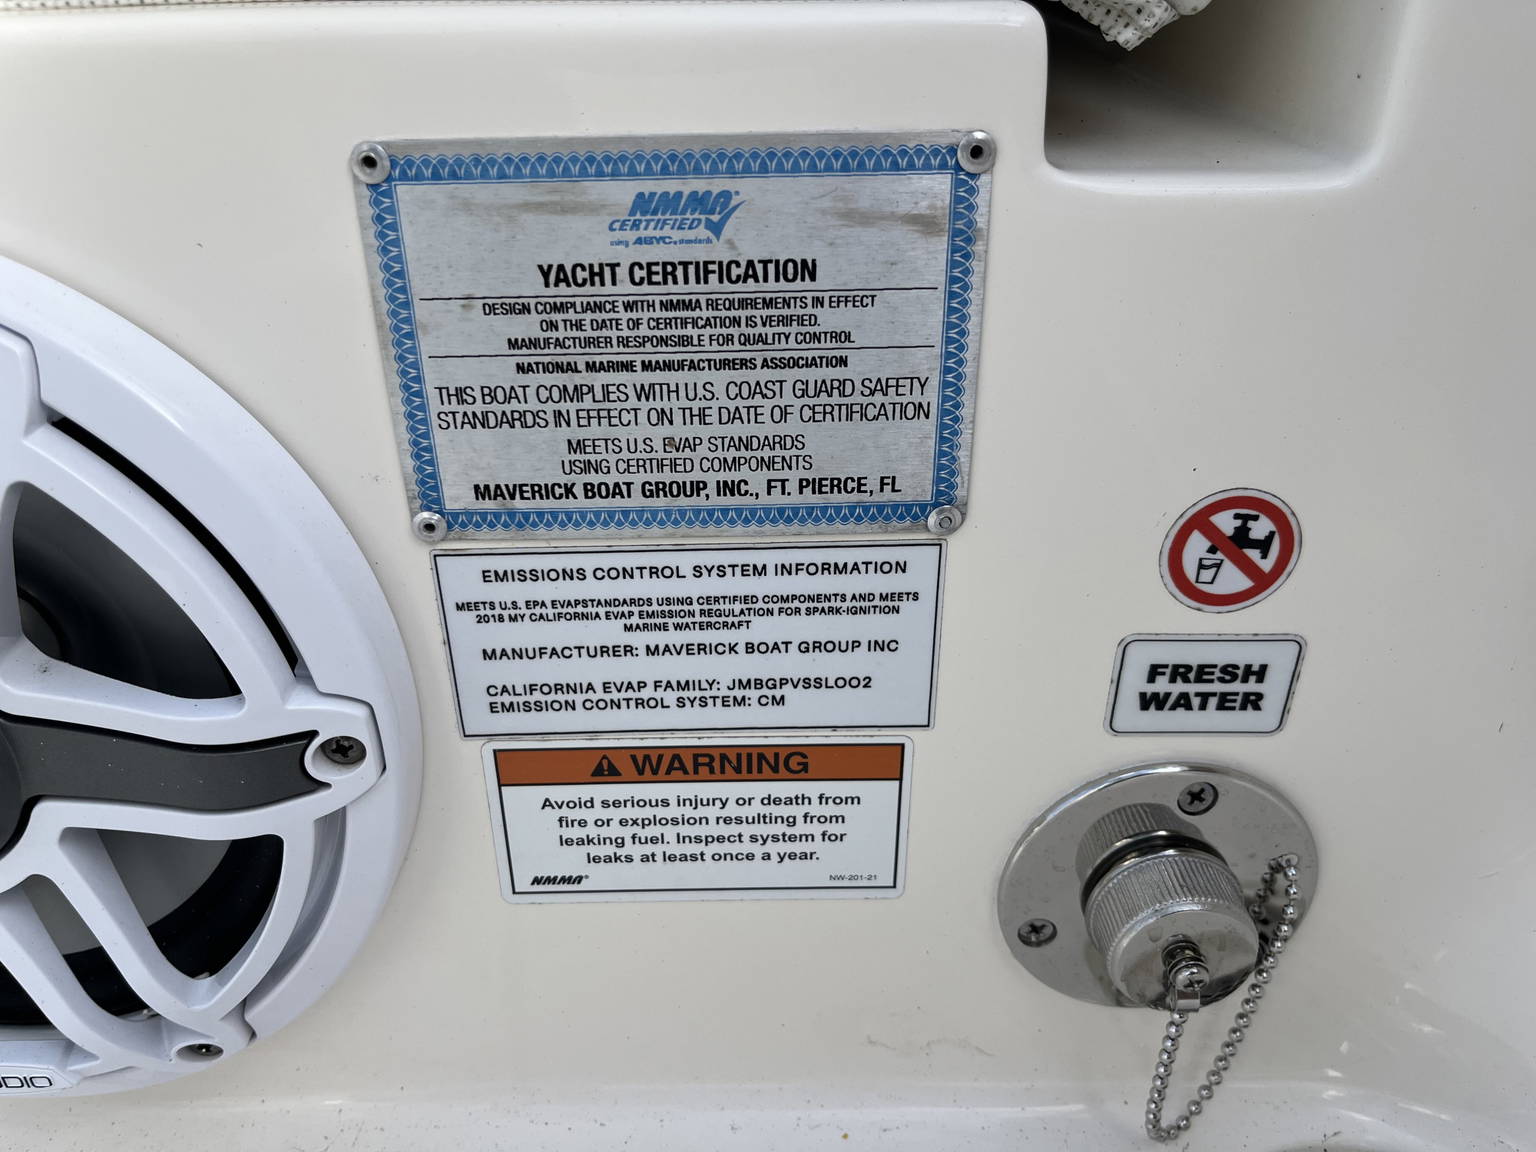 NMMA®
CERTIFIED
using ABYC® standards
YACHT CERTIFICATION
DESIGN COMPLIANCE WITH NMMA REQUIREMENTS IN EFFECT
ON THE DATE OF CERTIFICATION IS VERIFIED.
MANUFACTURER RESPONSIBLE FOR QUALITY CONTROL
NATIONAL MARINE MANUFACTURERS ASSOCIATION
THIS BOAT COMPLIES WITH U.S. COAST GUARD SAFETY
STANDARDS IN EFFECT ON THE DATE OF CERTIFICATION
MEETS U.S. EVAP STANDARDS
USING CERTIFIED COMPONENTS
MAVERICK BOAT GROUP, INC., FT. PIERCE, FL
EMISSIONS CONTROL SYSTEM INFORMATION
MEETS U.S. EPA EVAPSTANDARDS USING CERTIFIED COMPONENTS AND MEETS
2018 MY CALIFORNIA EVAP EMISSION REGULATION FOR SPARK-IGNITION
MARINE WATERCRAFT
MANUFACTURER: MAVERICK BOAT GROUP INC
CALIFORNIA EVAP FAMILY: JMBGPVSSL002
EMISSION CONTROL SYSTEM: CM
WARNING
Avoid serious injury or death from
fire or explosion resulting from
leaking fuel. Inspect system for
leaks at least once a year.
NMMA® NW-201-21
FRESH
WATER
DIO